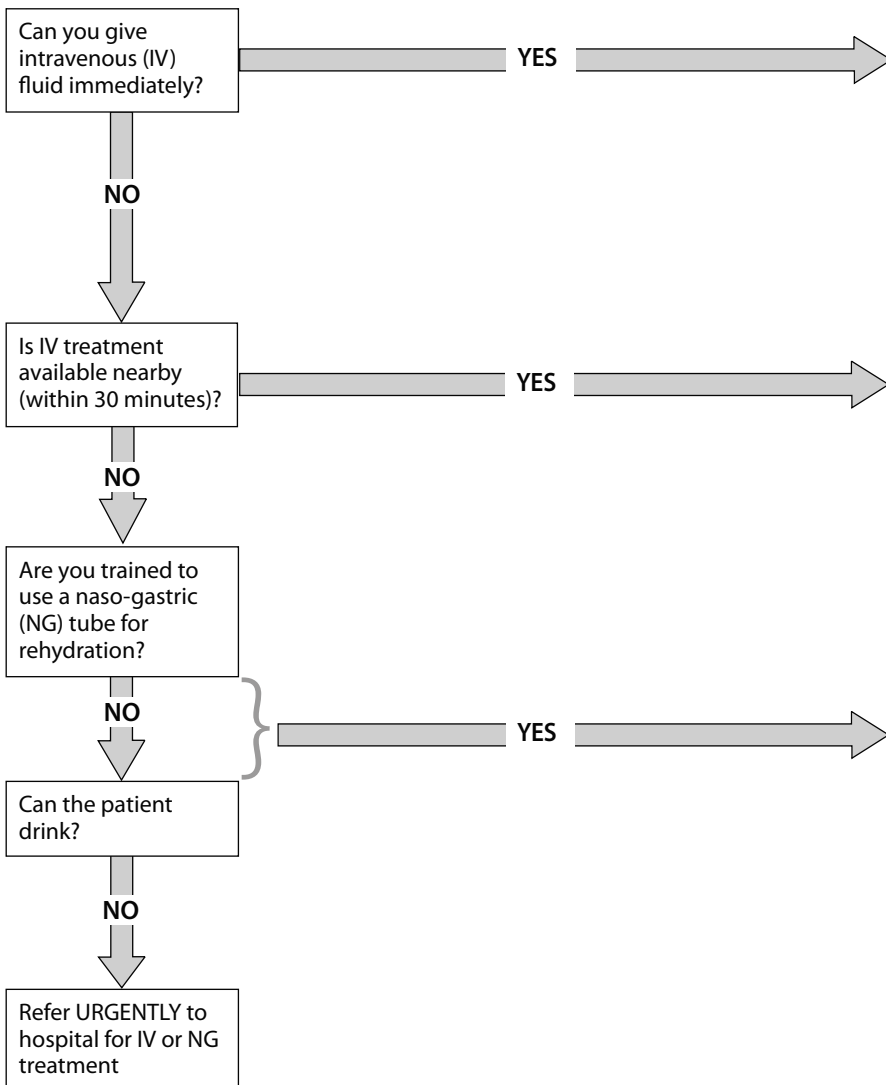 Can you give
intravenous (IV)
fluid immediately?
YES
NO
Is IV treatment
available nearby
(within 30 minutes)?
YES
NO
Are you trained to
use a naso-gastric
(NG) tube for
rehydration?
NO
YES
Can the patient
drink?
NO
Refer URGENTLY to
hospital for IV or NG
treatment